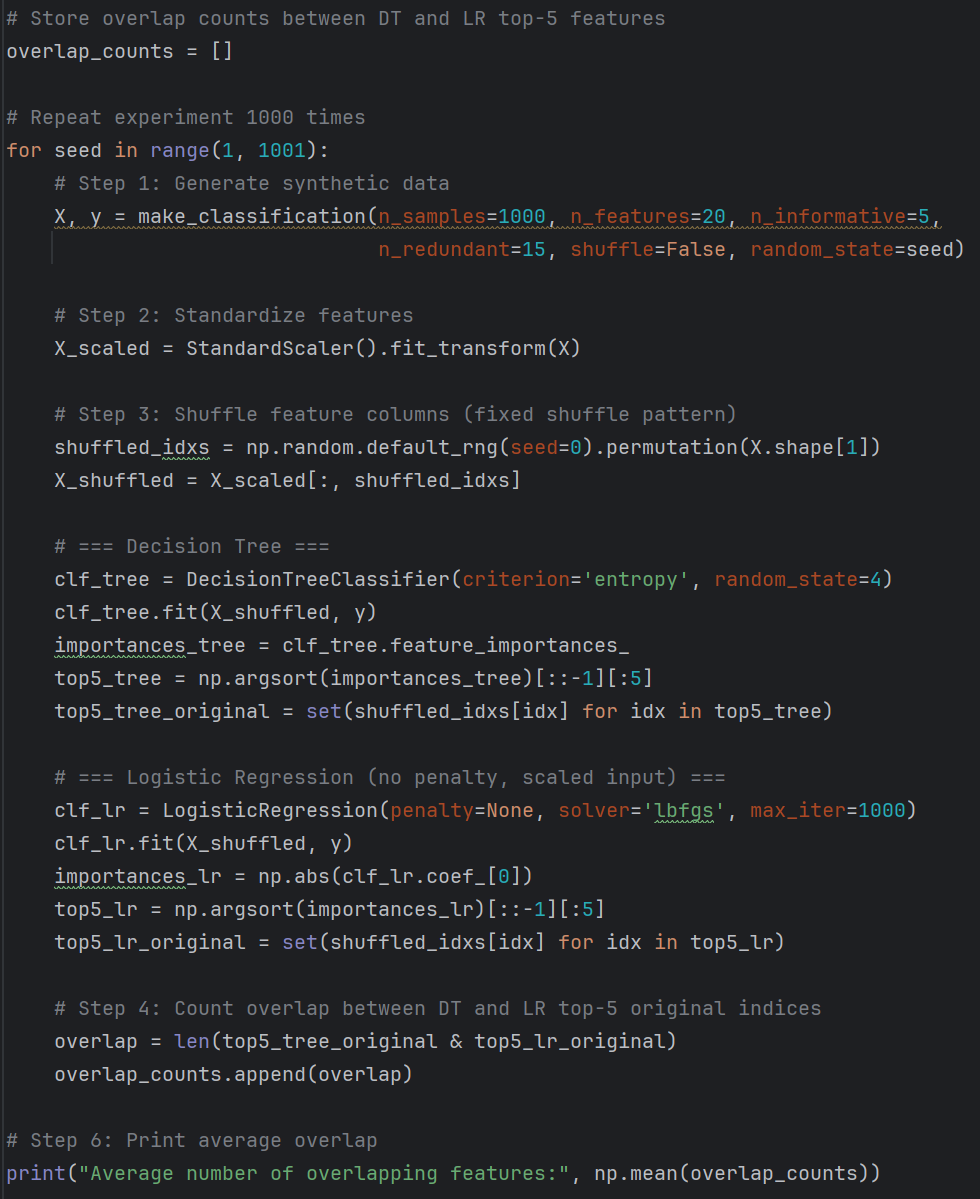 # Store overlap counts between DT and LR top-5 features
overlap_counts = []
# Repeat experiment 1000 times
for seed in range(1, 1001):
    # Step 1: Generate synthetic data
    X, y = make_classification(n_samples=1000, n_features=20, n_informative=5,
                               n_redundant=15, shuffle=False, random_state=seed)
    # Step 2: Standardize features
    X_scaled = StandardScaler().fit_transform(X)
    # Step 3: Shuffle feature columns (fixed shuffle pattern)
    shuffled_idxs = np.random.default_rng(seed=0).permutation(X.shape[1])
    X_shuffled = X_scaled[:, shuffled_idxs]
    # === Decision Tree ===
    clf_tree = DecisionTreeClassifier(criterion='entropy', random_state=4)
    clf_tree.fit(X_shuffled, y)
    importances_tree = clf_tree.feature_importances_
    top5_tree = np.argsort(importances_tree)[::-1][:5]
    top5_tree_original = set(shuffled_idxs[idx] for idx in top5_tree)
    # === Logistic Regression (no penalty, scaled input) ===
    clf_lr = LogisticRegression(penalty=None, solver='lbfgs', max_iter=1000)
    clf_lr.fit(X_shuffled, y)
    importances_lr = np.abs(clf_lr.coef_[0])
    top5_lr = np.argsort(importances_lr)[::-1][:5]
    top5_lr_original = set(shuffled_idxs[idx] for idx in top5_lr)
    # Step 4: Count overlap between DT and LR top-5 original indices
    overlap = len(top5_tree_original & top5_lr_original)
    overlap_counts.append(overlap)
# Step 6: Print average overlap
print("Average number of overlapping features:", np.mean(overlap_counts))